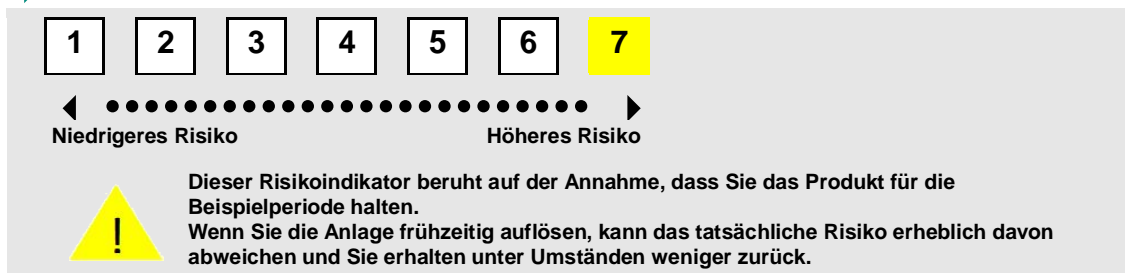 1 2 3 4 5 6 7
Niedrigeres Risiko Höheres Risiko
Dieser Risikoindikator beruht auf der Annahme, dass Sie das Produkt für die
Beispielperiode halten.
!
Wenn Sie die Anlage frühzeitig auflösen, kann das tatsächliche Risiko erheblich davon
abweichen und Sie erhalten unter Umständen weniger zurück.